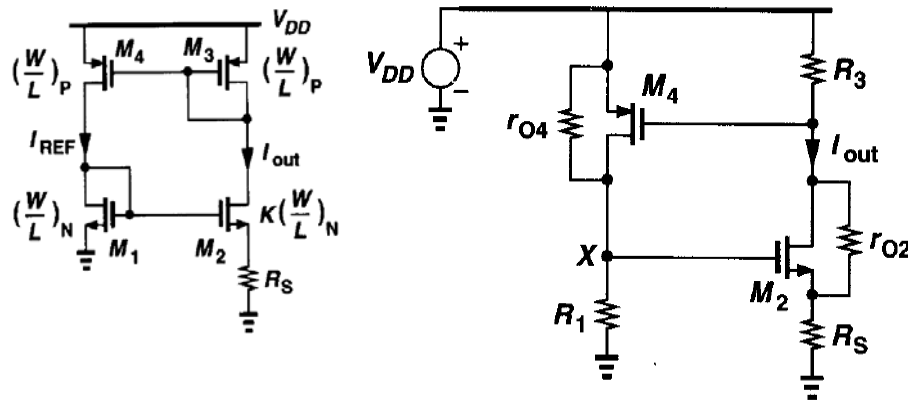 V_DD
(W/L)_P M_4 M_3 (W/L)_P
I_REF I_out
(W/L)_N M_1 M_2 K(W/L)_N
R_S
V_DD + −
r_O4 M_4 R_3
I_out
X M_2 r_O2
R_1 R_S